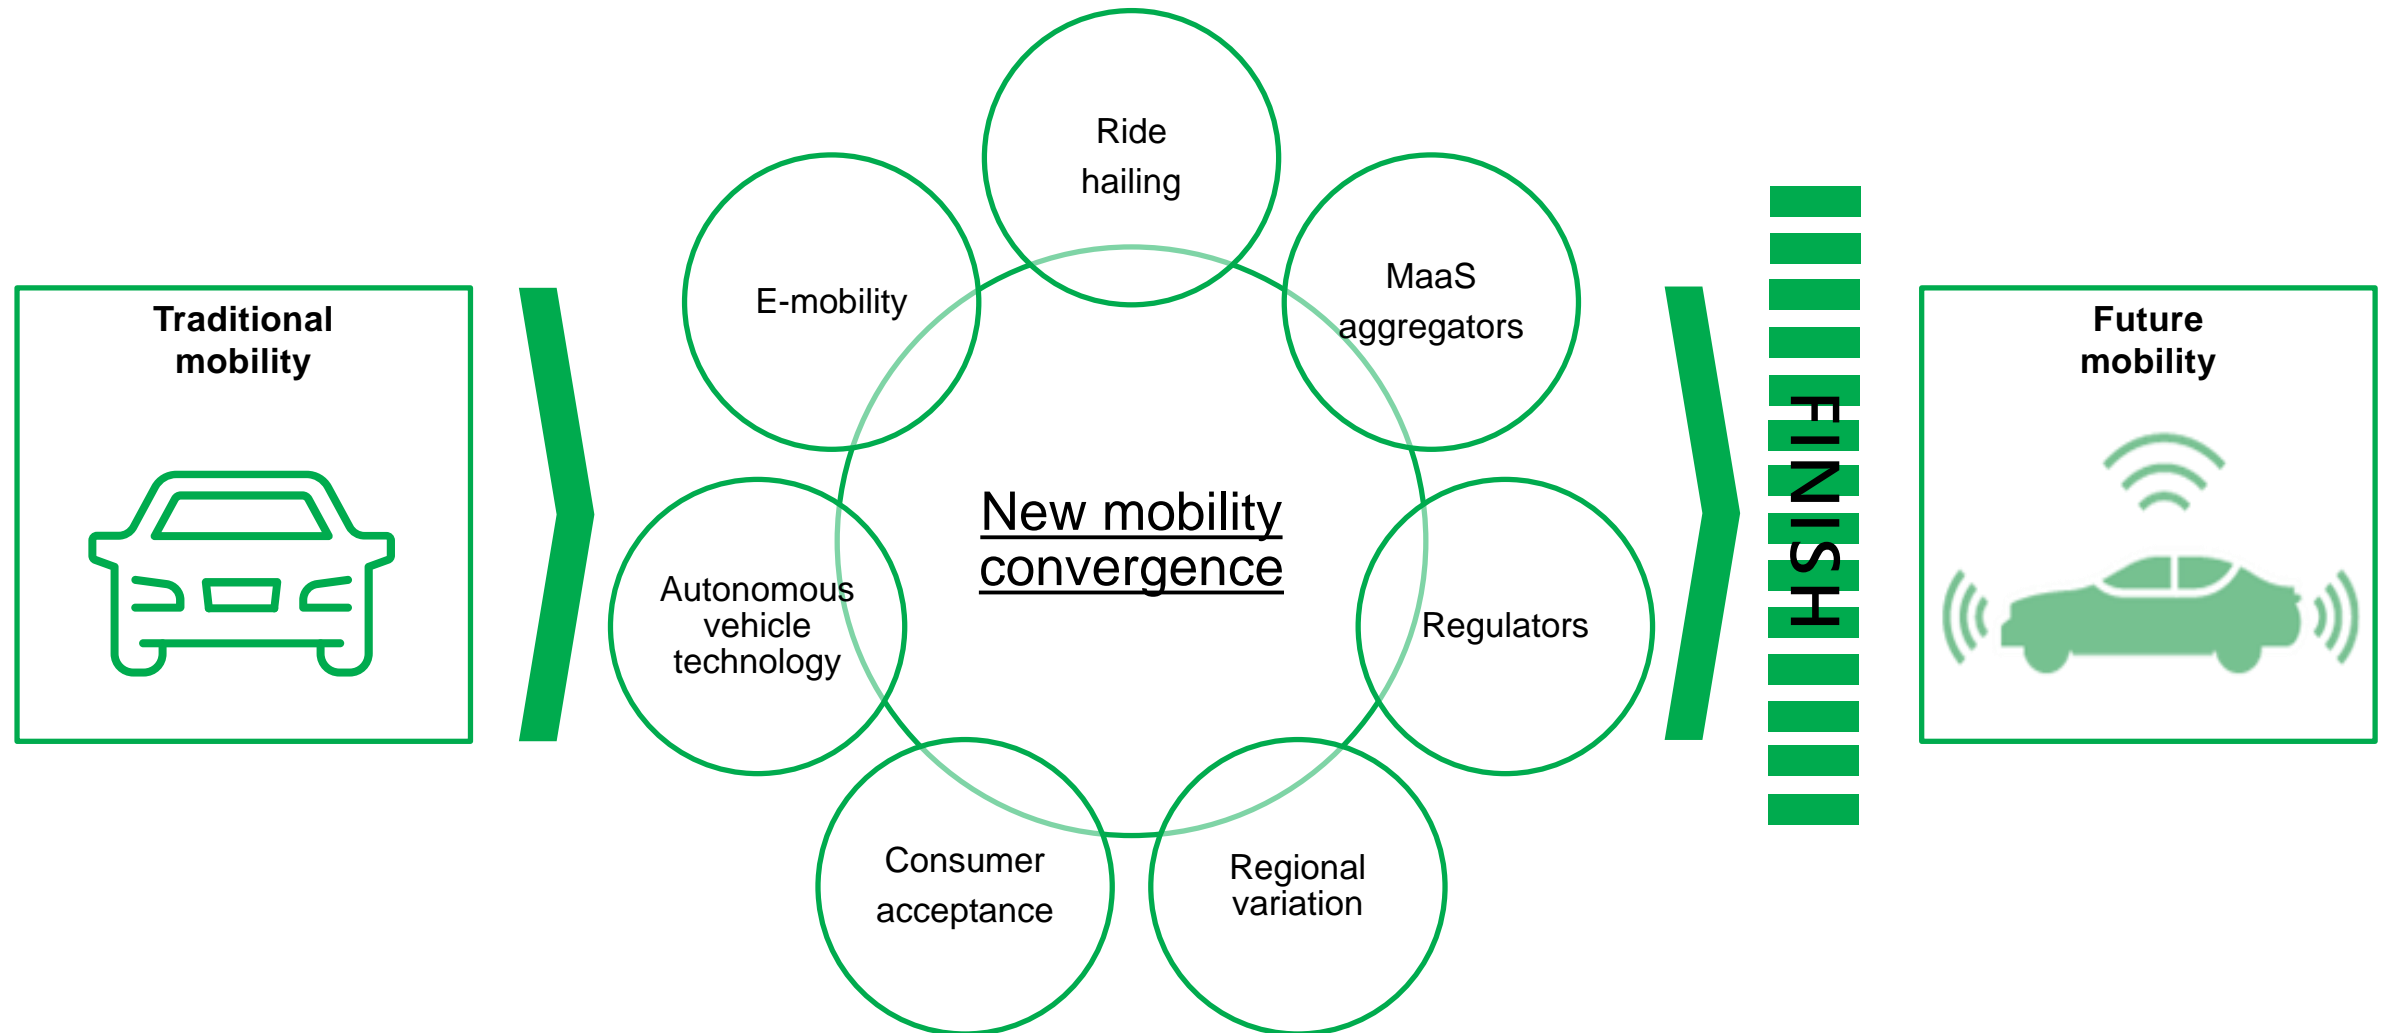 Traditional
mobility
Ride
hailing
E-mobility
MaaS
aggregators
New mobility
convergence
Autonomous
vehicle
technology
Regulators
Consumer
acceptance
Regional
variation
FINISH
Future
mobility